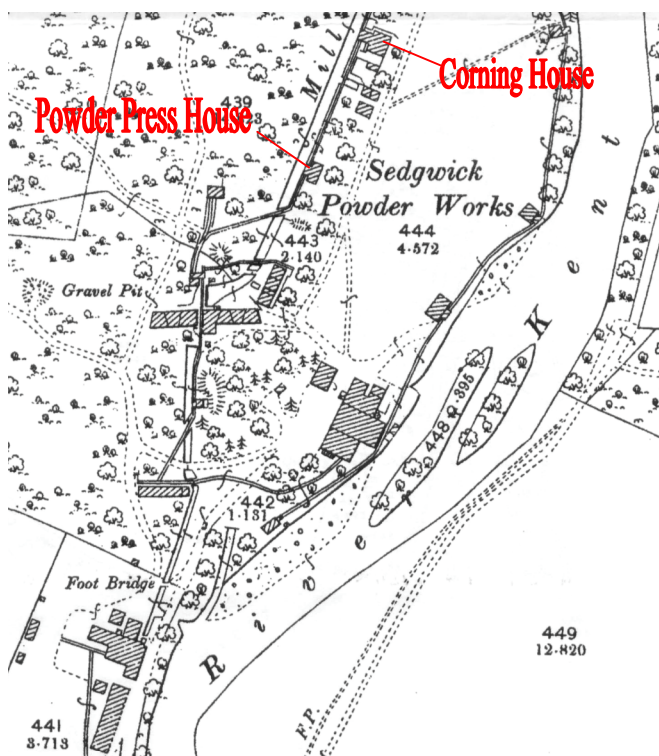 Corning House
Mill
439
Powder Press House
Sedgwick
Powder Works
444
4.572
443
2.140
Gravel Pit
448
.395
442
1.131
Foot Bridge
River Kent
449
12.820
F.P.
441
3.713